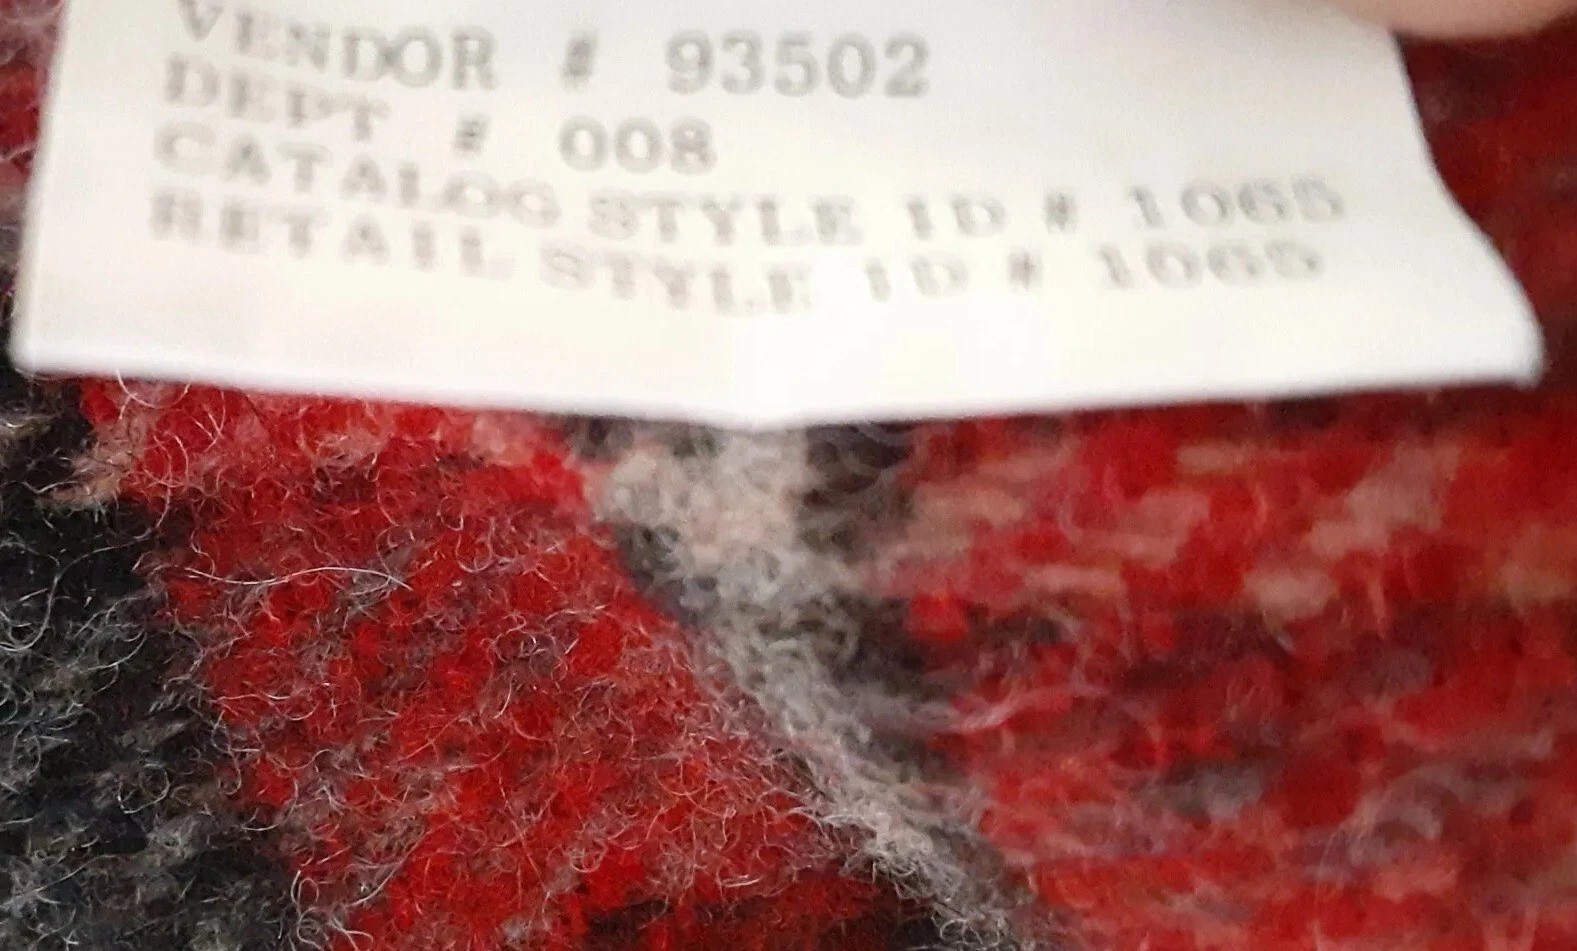 VENDOR # 93502
DEPT # 008
CATALOG STYLE ID # 1065
RETAIL STYLE ID # 1065